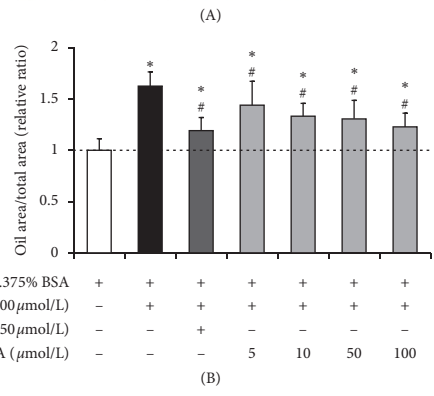 (A)
2
1.5
1
0.5
0
Oil area/total area (relative ratio)
*
* #
* #
* #
* #
* #
.375% BSA + + + + + + +
00 μmol/L) – + + + + + +
50 μmol/L) – – + – – – –
A (μmol/L) – – – 5 10 50 100
(B)